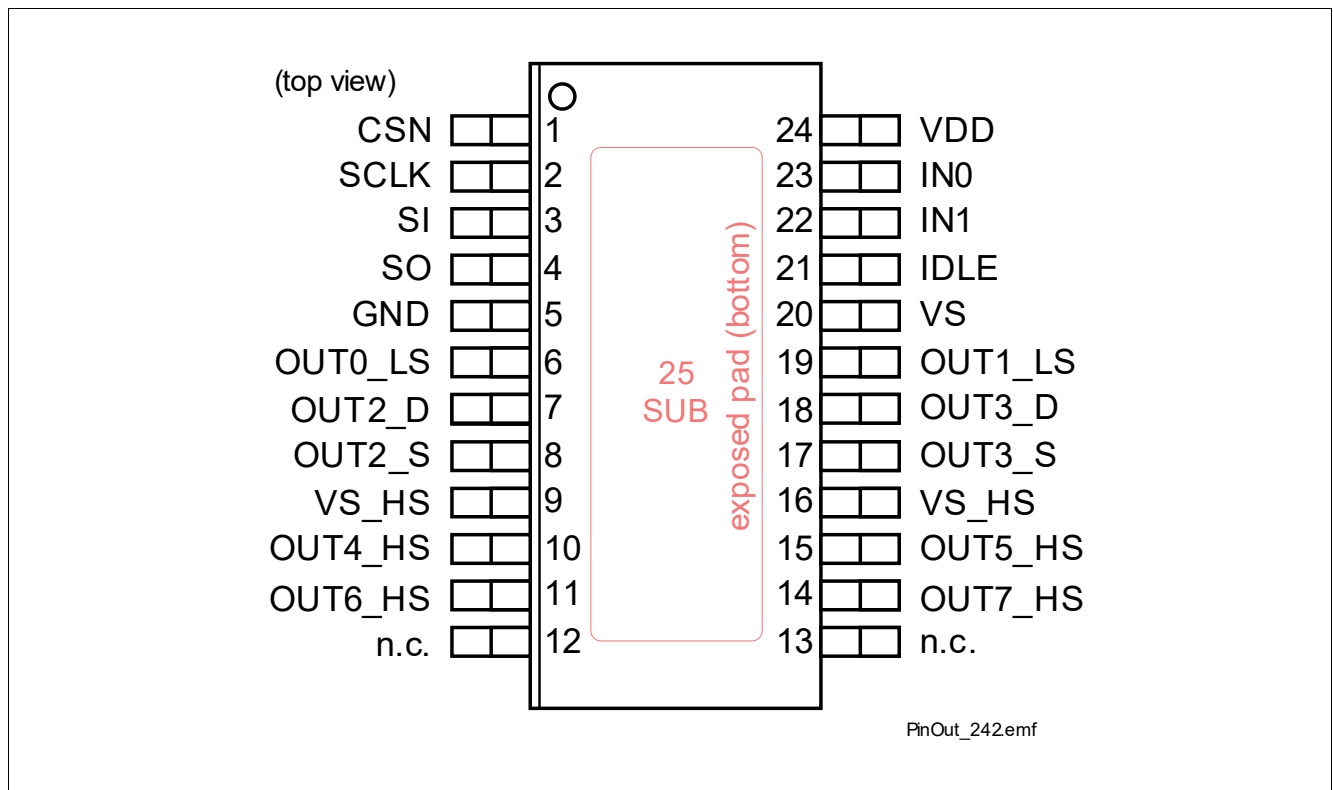 (top view)
CSN 1 24 VDD
SCLK 2 23 IN0
SI 3 22 IN1
SO 4 21 IDLE
GND 5 20 VS
OUT0_LS 6 19 OUT1_LS
OUT2_D 7 18 OUT3_D
OUT2_S 8 17 OUT3_S
VS_HS 9 16 VS_HS
OUT4_HS 10 15 OUT5_HS
OUT6_HS 11 14 OUT7_HS
n.c. 12 13 n.c.
25
SUB
exposed pad (bottom)
PinOut_242.emf